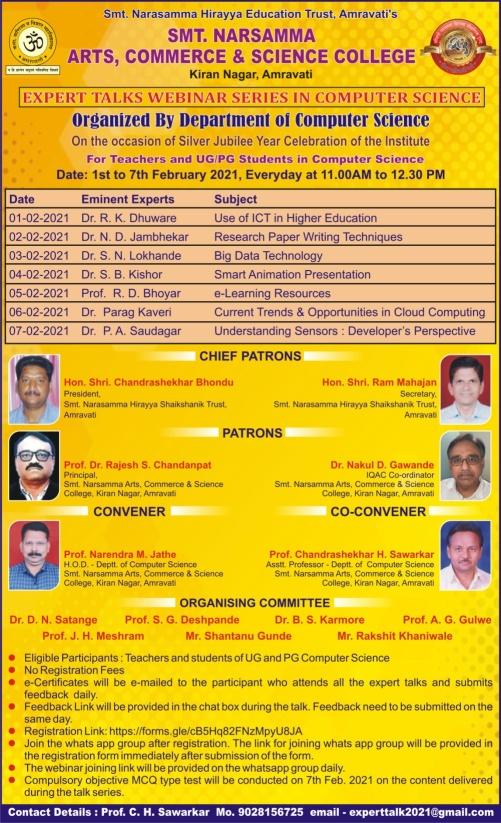 Smt. Narasamma Hirayya Education Trust, Amravati's
SMT. NARSAMMA
ARTS, COMMERCE & SCIENCE COLLEGE
Kiran Nagar, Amravati
EXPERT TALKS WEBINAR SERIES IN COMPUTER SCIENCE
Organized By Department of Computer Science
On the occasion of Silver Jubilee Year Celebration of the Institute
For Teachers and UG/PG Students in Computer Science
Date: 1st to 7th February 2021, Everyday at 11.00AM to 12.30 PM
Date Eminent Experts Subject
01-02-2021 Dr. R. K. Dhuware Use of ICT in Higher Education
02-02-2021 Dr. N. D. Jambhekar Research Paper Writing Techniques
03-02-2021 Dr. S. N. Lokhande Big Data Technology
04-02-2021 Dr. S. B. Kishor Smart Animation Presentation
05-02-2021 Prof. R. D. Bhoyar e-Learning Resources
06-02-2021 Dr. Parag Kaveri Current Trends & Opportunities in Cloud Computing
07-02-2021 Dr. P. A. Saudagar Understanding Sensors : Developer's Perspective
CHIEF PATRONS
Hon. Shri. Chandrashekhar Bhondu
President,
Smt. Narasamma Hirayya Shaikshanik Trust,
Amravati
Hon. Shri. Ram Mahajan
Secretary,
Smt. Narasamma Hirayya Shaikshanik Trust,
Amravati
PATRONS
Prof. Dr. Rajesh S. Chandanpat
Principal,
Smt. Narsamma Arts, Commerce & Science
College, Kiran Nagar, Amravati
Dr. Nakul D. Gawande
IQAC Co-ordinator
Smt. Narsamma Arts, Commerce & Science
College, Kiran Nagar, Amravati
CONVENER
Prof. Narendra M. Jathe
H.O.D. - Deptt. of Computer Science
Smt. Narsamma Arts, Commerce & Science
College, Kiran Nagar, Amravati
CO-CONVENER
Prof. Chandrashekhar H. Sawarkar
Asstt. Professor - Deptt. of Computer Science
Smt. Narsamma Arts, Commerce & Science
College, Kiran Nagar, Amravati
ORGANISING COMMITTEE
Dr. D. N. Satange Prof. S. G. Deshpande Dr. B. S. Karmore Prof. A. G. Gulwe
Prof. J. H. Meshram Mr. Shantanu Gunde Mr. Rakshit Khaniwale
● Eligible Participants : Teachers and students of UG and PG Computer Science
● No Registration Fees
● e-Certificates will be e-mailed to the participant who attends all the expert talks and submits
feedback daily.
● Feedback Link will be provided in the chat box during the talk. Feedback need to be submitted on the
same day.
● Registration Link: https://forms.gle/cB5Hq82FNzMpyU8JA
● Join the whats app group after registration. The link for joining whats app group will be provided in
the registration form immediately after submission of the form.
● The webinar joining link will be provided on the whatsapp group daily.
● Compulsory objective MCQ type test will be conducted on 7th Feb. 2021 on the content delivered
during the talk series.
Contact Details : Prof. C. H. Sawarkar Mo. 9028156725 email - experttalk2021@gmail.com